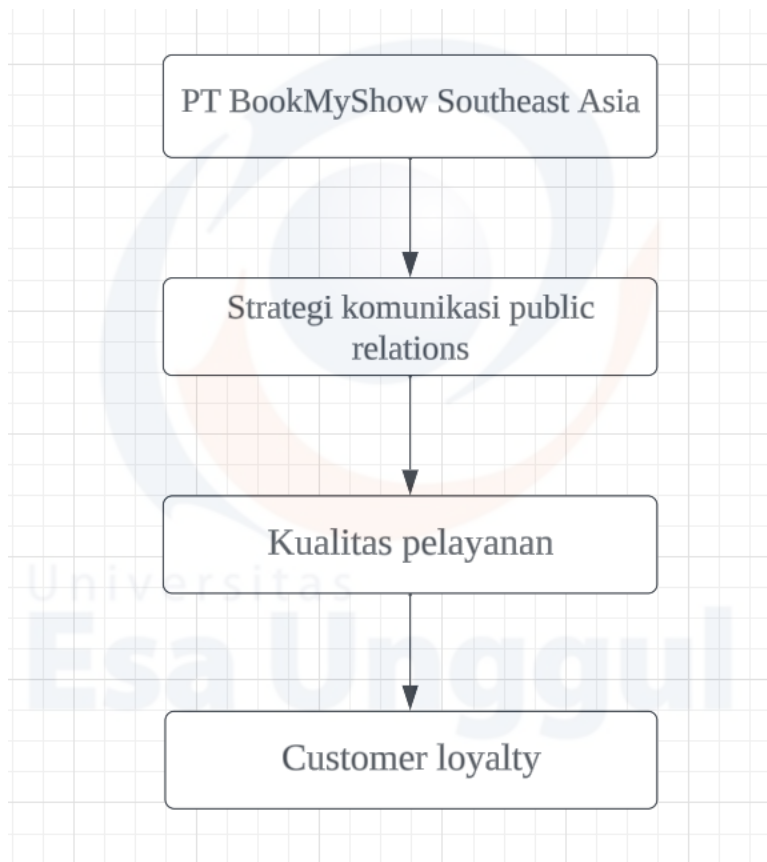 PT BookMyShow Southeast Asia
Strategi komunikasi public
relations
Kualitas pelayanan
Universitas
Esa Unggul
Customer loyalty